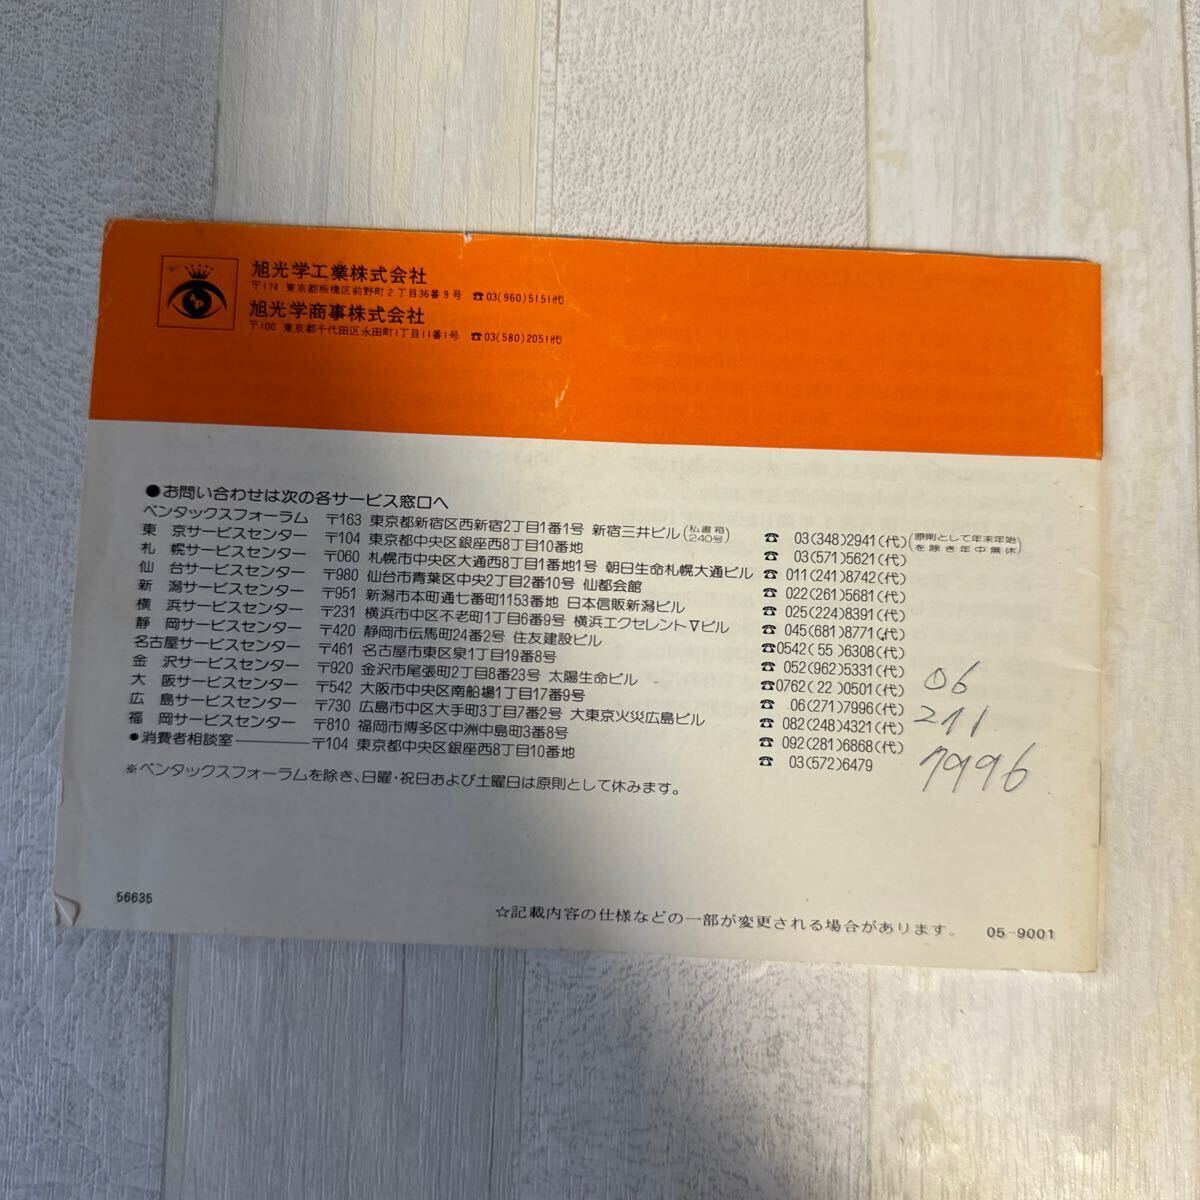 旭光学工業株式会社
〒174 東京都板橋区前野町2丁目36番9号 ☎03(960)5151(代)
旭光学商事株式会社
〒100 東京都千代田区永田町1丁目11番1号 ☎03(580)2051(代)
●お問い合わせは次の各サービス窓口へ
ペンタックスフォーラム 〒163 東京都新宿区西新宿2丁目1番1号 新宿三井ビル(私書箱240号) ☎ 03(348)2941(代)(原則として年末年始を除き年中無休)
東京サービスセンター 〒104 東京都中央区銀座西8丁目10番地 ☎ 03(571)5621(代)
札幌サービスセンター 〒060 札幌市中央区大通西8丁目1番地1号 朝日生命札幌大通ビル ☎ 011(241)8742(代)
仙台サービスセンター 〒980 仙台市青葉区中央2丁目2番10号 仙都会館 ☎ 022(261)5681(代)
新潟サービスセンター 〒951 新潟市本町通七番町1153番地 日本信販新潟ビル ☎ 025(224)8391(代)
横浜サービスセンター 〒231 横浜市中区不老町1丁目6番9号 横浜エクセレントVビル ☎ 045(681)8771(代)
静岡サービスセンター 〒420 静岡市伝馬町24番2号 住友建設ビル ☎0542(55)6308(代)
名古屋サービスセンター 〒461 名古屋市東区泉1丁目19番8号 ☎ 052(962)5331(代)
金沢サービスセンター 〒920 金沢市尾張町2丁目8番23号 太陽生命ビル ☎0762(22)0501(代)
大阪サービスセンター 〒542 大阪市中央区南船場1丁目17番9号 ☎ 06(271)7996(代)
広島サービスセンター 〒730 広島市中区大手町3丁目7番2号 大東京火災広島ビル ☎ 082(248)4321(代)
福岡サービスセンター 〒810 福岡市博多区中洲中島町3番8号 ☎ 092(281)6868(代)
●消費者相談室 〒104 東京都中央区銀座西8丁目10番地 ☎ 03(572)6479
※ペンタックスフォーラムを除き、日曜・祝日および土曜日は原則として休みます。
06
271
7996
56635
☆記載内容の仕様などの一部が変更される場合があります。 05-9001